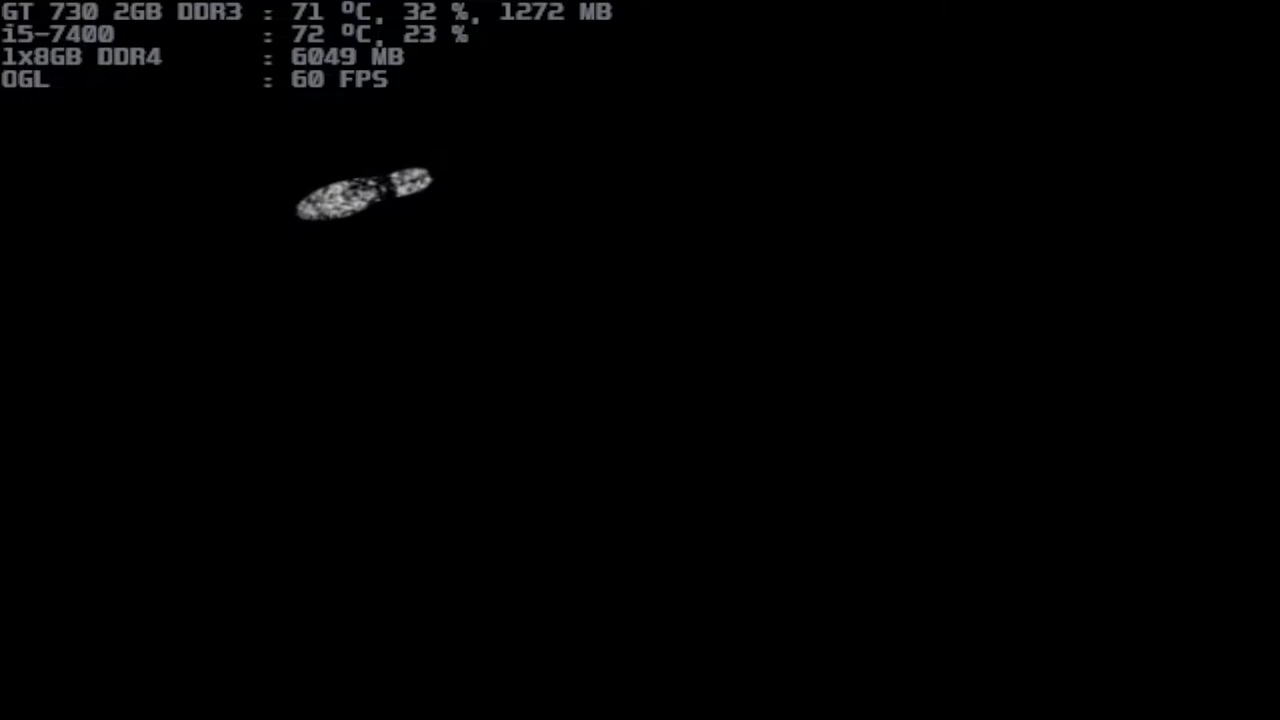 GT 730 2GB DDR3 : 71 ºC, 32 %, 1272 MB
i5-7400 : 72 ºC, 23 %
1x8GB DDR4 : 6049 MB
OGL : 60 FPS